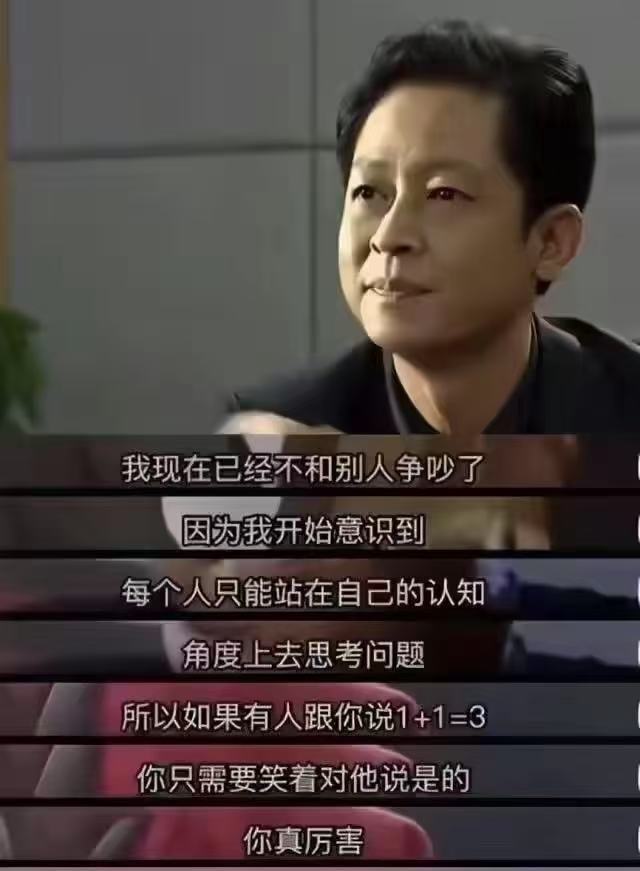 我现在已经不和别人争吵了
因为我开始意识到
每个人只能站在自己的认知
角度上去思考问题
所以如果有人跟你说1+1=3
你只需要笑着对他说是的
你真厉害